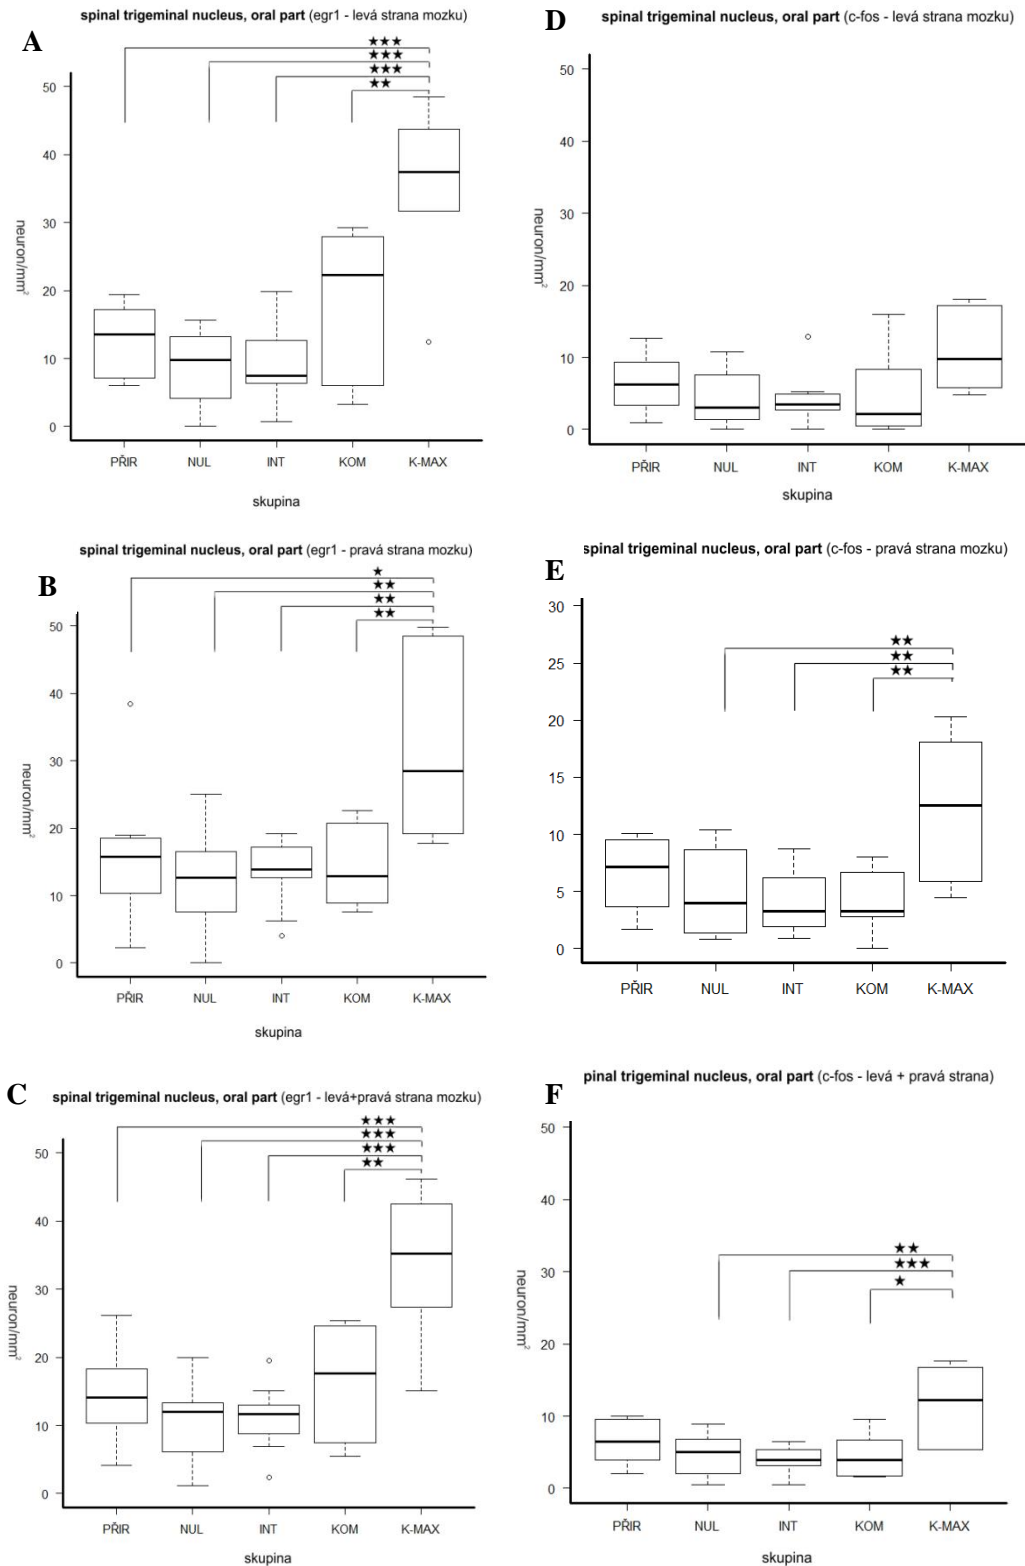 A
spinal trigeminal nucleus, oral part (egr1 - levá strana mozku)
★★★
★★★
★★★
★★
50
40
30
20
10
0
neuron/mm²
PŘIR NUL INT KOM K-MAX
skupina
D
spinal trigeminal nucleus, oral part (c-fos - levá strana mozku)
50
40
30
20
10
0
neuron/mm²
PŘIR NUL INT KOM K-MAX
skupina
B
spinal trigeminal nucleus, oral part (egr1 - pravá strana mozku)
★
★★
★★
★★
50
40
30
20
10
0
neuron/mm²
PŘIR NUL INT KOM K-MAX
skupina
E
spinal trigeminal nucleus, oral part (c-fos - pravá strana mozku)
★★
★★
★★
30
25
20
15
10
5
0
neuron/mm²
PŘIR NUL INT KOM K-MAX
C
spinal trigeminal nucleus, oral part (egr1 - levá+pravá strana mozku)
★★★
★★★
★★★
★★
50
40
30
20
10
0
neuron/mm²
PŘIR NUL INT KOM K-MAX
skupina
F
pinal trigeminal nucleus, oral part (c-fos - levá + pravá strana)
★★
★★★
★
50
40
30
20
10
0
neuron/mm²
PŘIR NUL INT KOM K-MAX
skupina